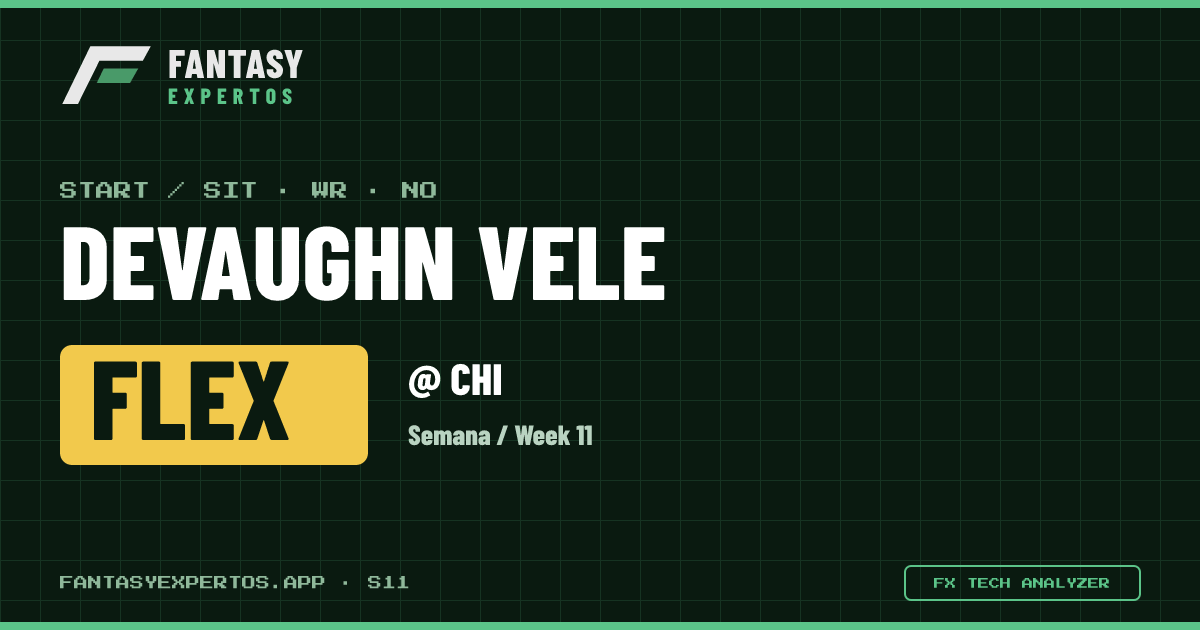 FANTASY
EXPERTOS
START / SIT · WR · NO
DEVAUGHN VELE
FLEX
@ CHI
Semana / Week 11
FANTASYEXPERTOS.APP · S11
FX TECH ANALYZER